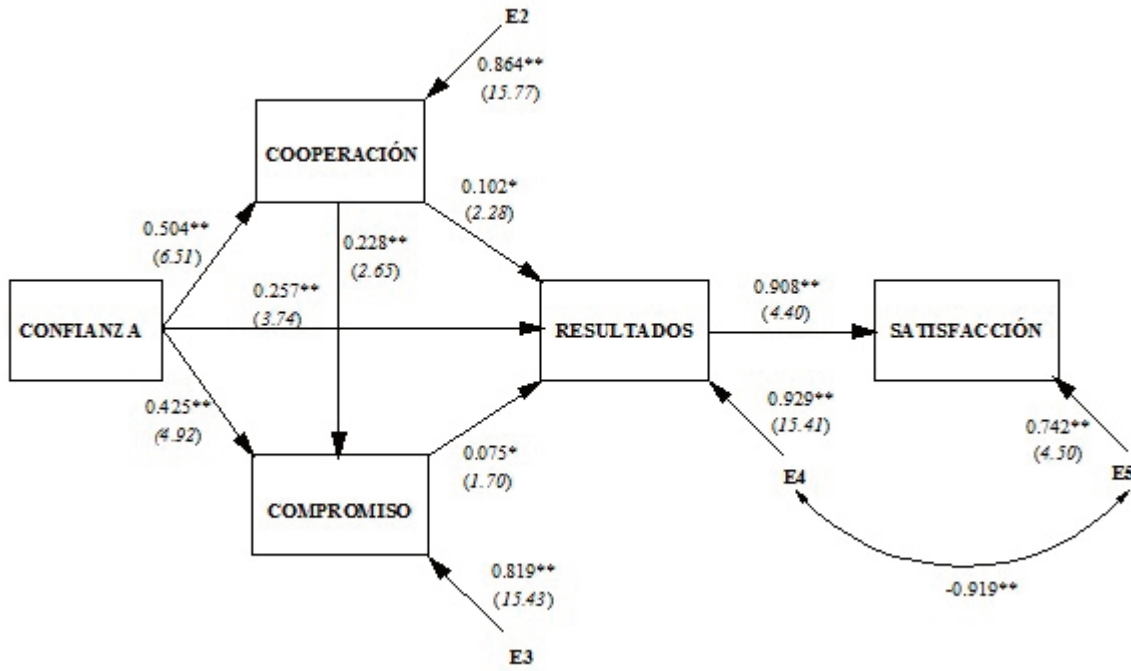 E2
0.864**
(15.77)
COOPERACIÓN
0.102*
(2.28)
0.504**
(6.51)
0.228**
(2.65)
0.257**
(3.74)
CONFIANZA
RESULTADOS
0.908**
(4.40)
SATISFACCIÓN
0.425**
(4.92)
0.075*
(1.70)
0.929**
(15.41)
0.742**
(4.50)
E4
E5
COMPROMISO
0.819**
(15.43)
-0.919**
E3